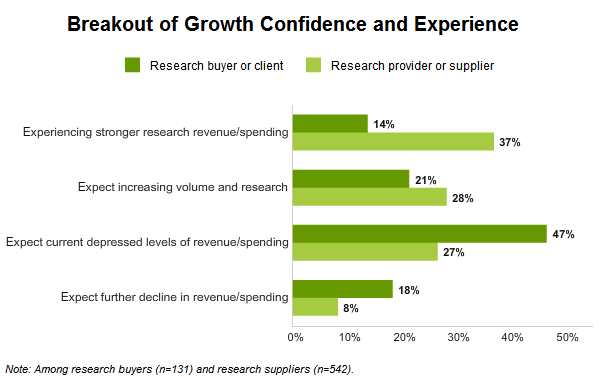 Breakout of Growth Confidence and Experience
Research buyer or client Research provider or supplier
Experiencing stronger research revenue/spending 14%
37%
Expect increasing volume and research 21%
28%
Expect current depressed levels of revenue/spending 47%
27%
Expect further decline in revenue/spending 18%
8%
0% 10% 20% 30% 40% 50%
Note: Among research buyers (n=131) and research suppliers (n=542).